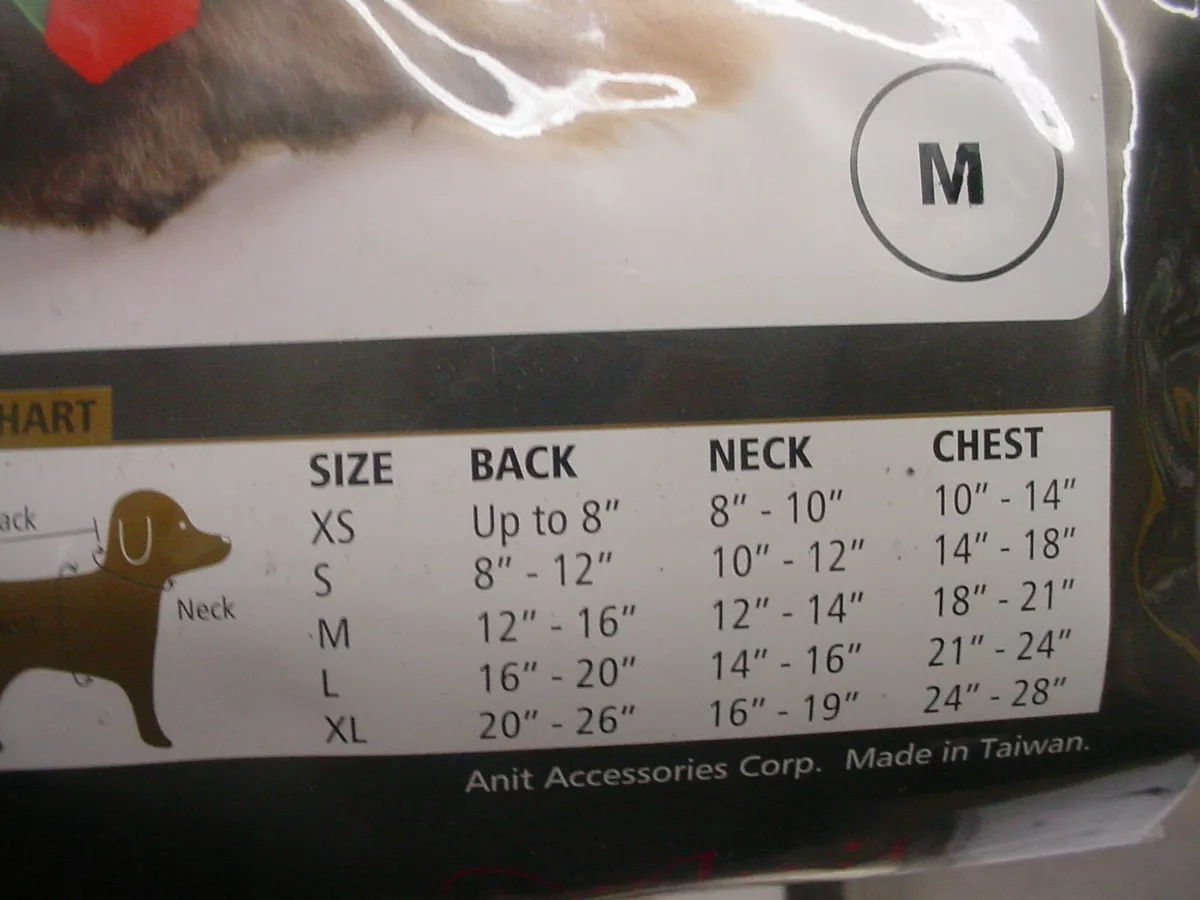 M
HART
SIZE BACK NECK CHEST
XS Up to 8" 8" - 10" 10" - 14"
S 8" - 12" 10" - 12" 14" - 18"
M 12" - 16" 12" - 14" 18" - 21"
L 16" - 20" 14" - 16" 21" - 24"
XL 20" - 26" 16" - 19" 24" - 28"
ack
Neck
Anit Accessories Corp. Made in Taiwan.